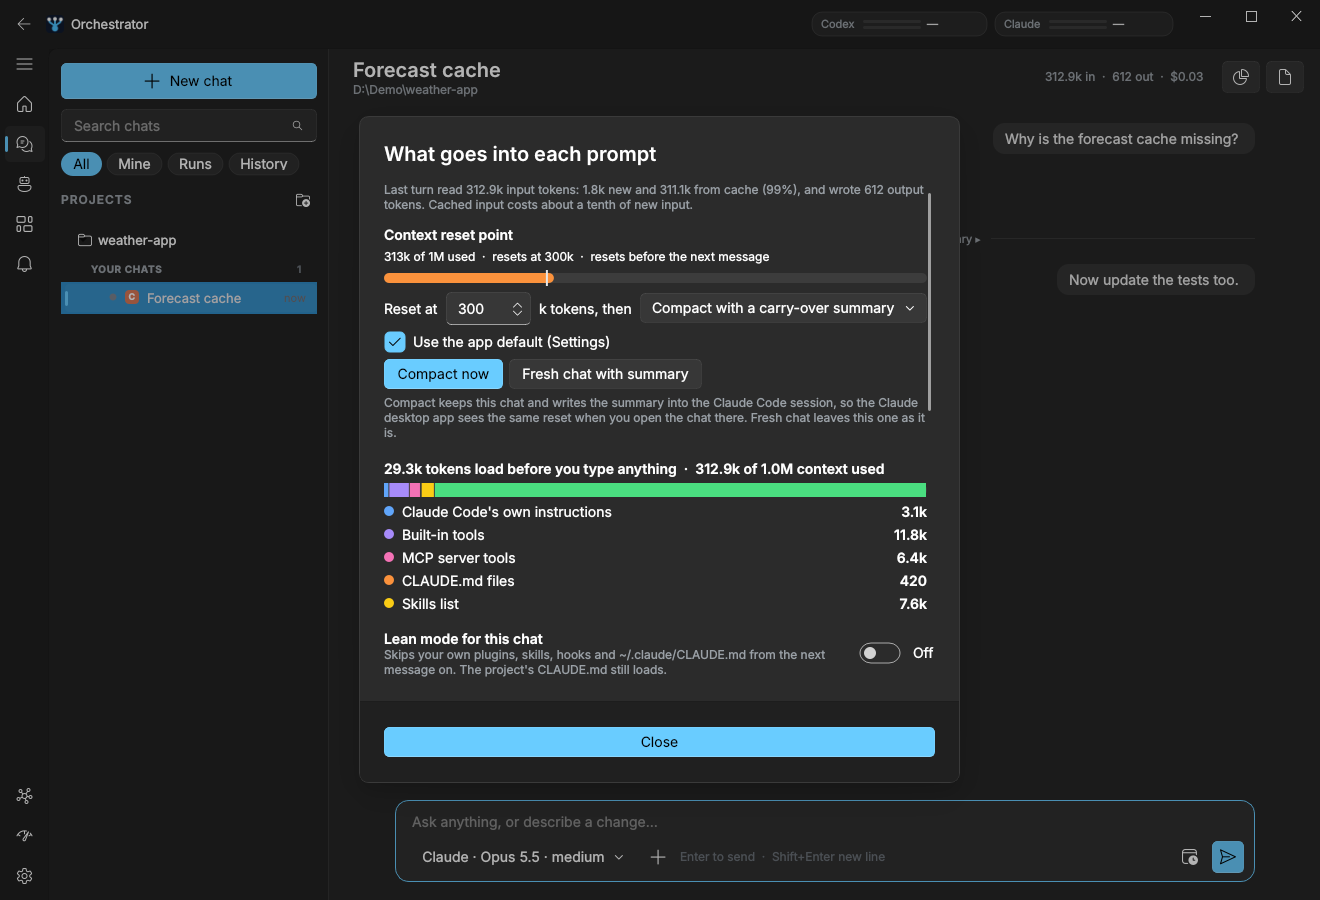 Orchestrator
Codex —
Claude —
New chat
Search chats
All Mine Runs History
PROJECTS
weather-app
YOUR CHATS 1
C Forecast cache now
Forecast cache
D:\Demo\weather-app
312.9k in · 612 out · $0.03
Why is the forecast cache missing?
Now update the tests too.
What goes into each prompt
Last turn read 312.9k input tokens: 1.8k new and 311.1k from cache (99%), and wrote 612 output
tokens. Cached input costs about a tenth of new input.
Context reset point
313k of 1M used · resets at 300k · resets before the next message
Reset at 300 k tokens, then Compact with a carry-over summary
Use the app default (Settings)
Compact now Fresh chat with summary
Compact keeps this chat and writes the summary into the Claude Code session, so the Claude
desktop app sees the same reset when you open the chat there. Fresh chat leaves this one as it
is.
29.3k tokens load before you type anything · 312.9k of 1.0M context used
Claude Code's own instructions 3.1k
Built-in tools 11.8k
MCP server tools 6.4k
CLAUDE.md files 420
Skills list 7.6k
Lean mode for this chat
Skips your own plugins, skills, hooks and ~/.claude/CLAUDE.md from the next
message on. The project's CLAUDE.md still loads.
Off
Close
Ask anything, or describe a change...
Claude · Opus 5.5 · medium
Enter to send · Shift+Enter new line